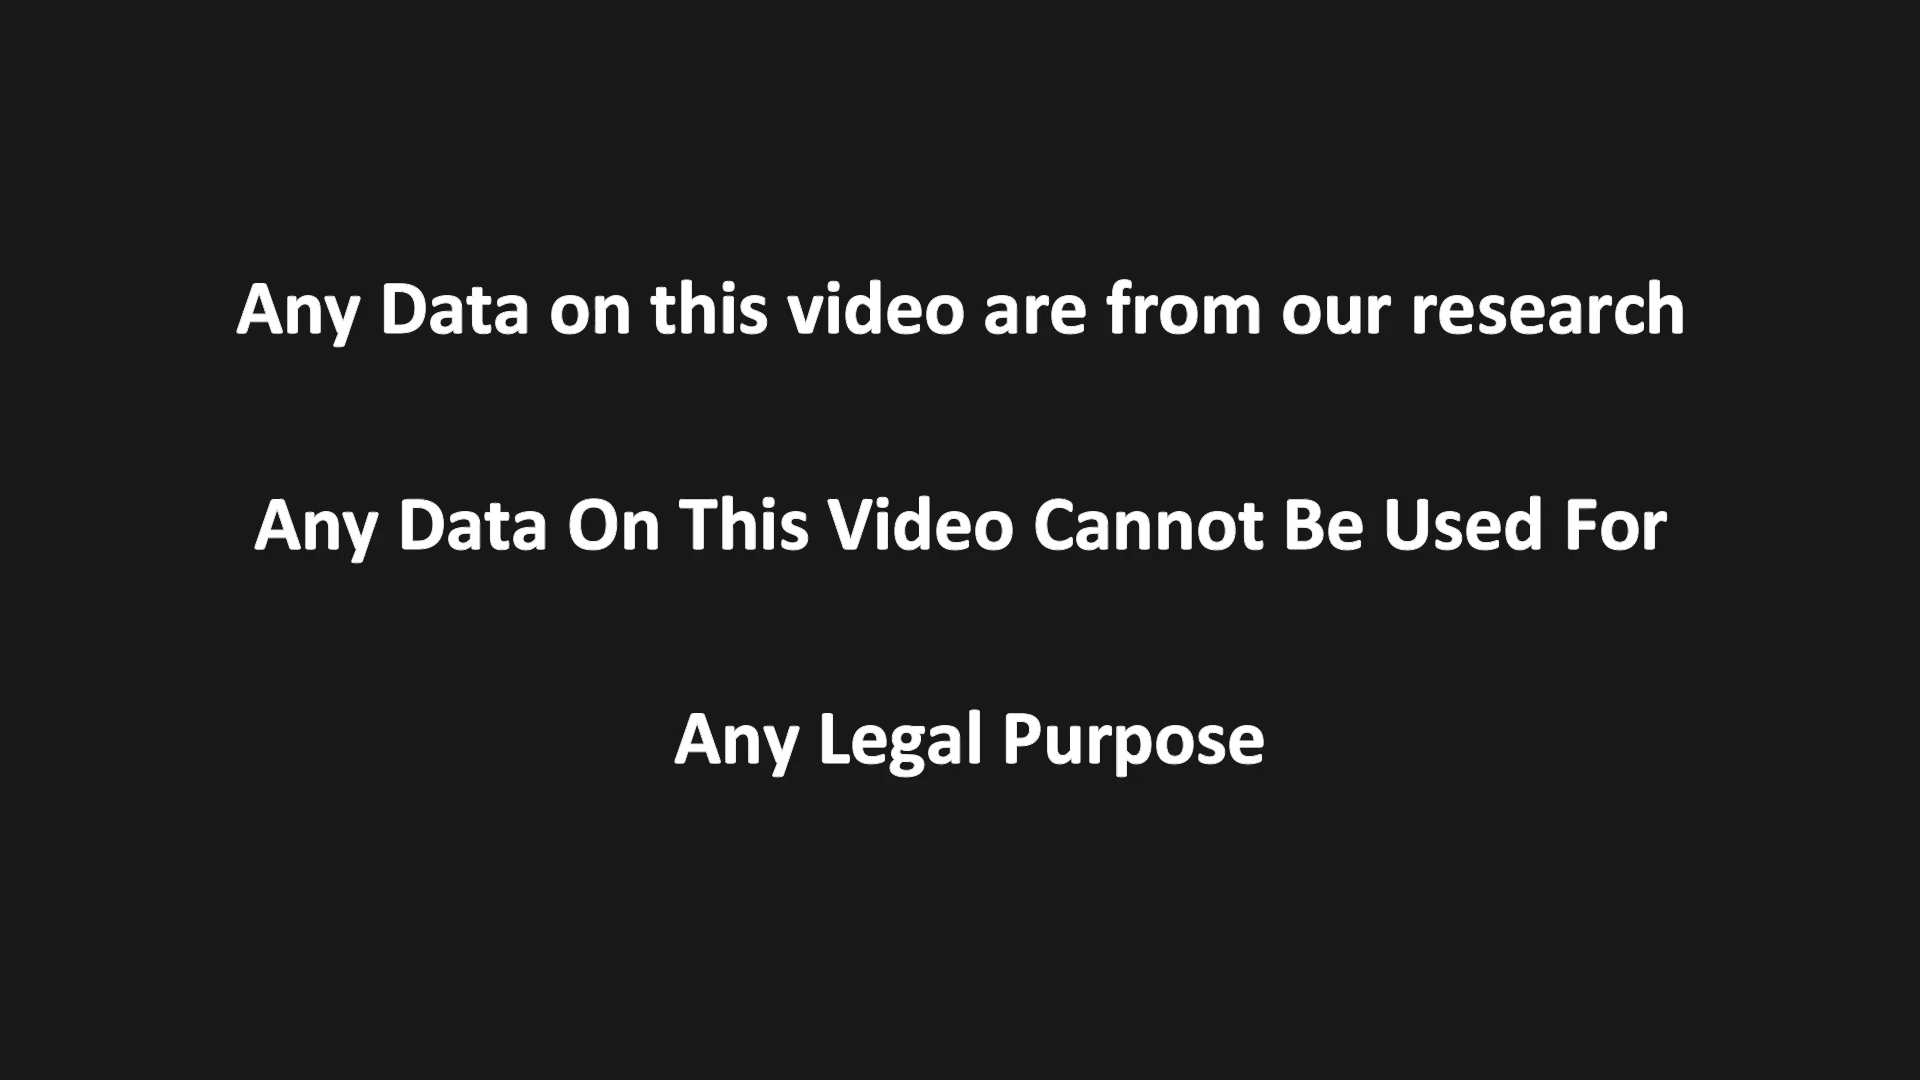 Any Data on this video are from our research
Any Data On This Video Cannot Be Used For
Any Legal Purpose